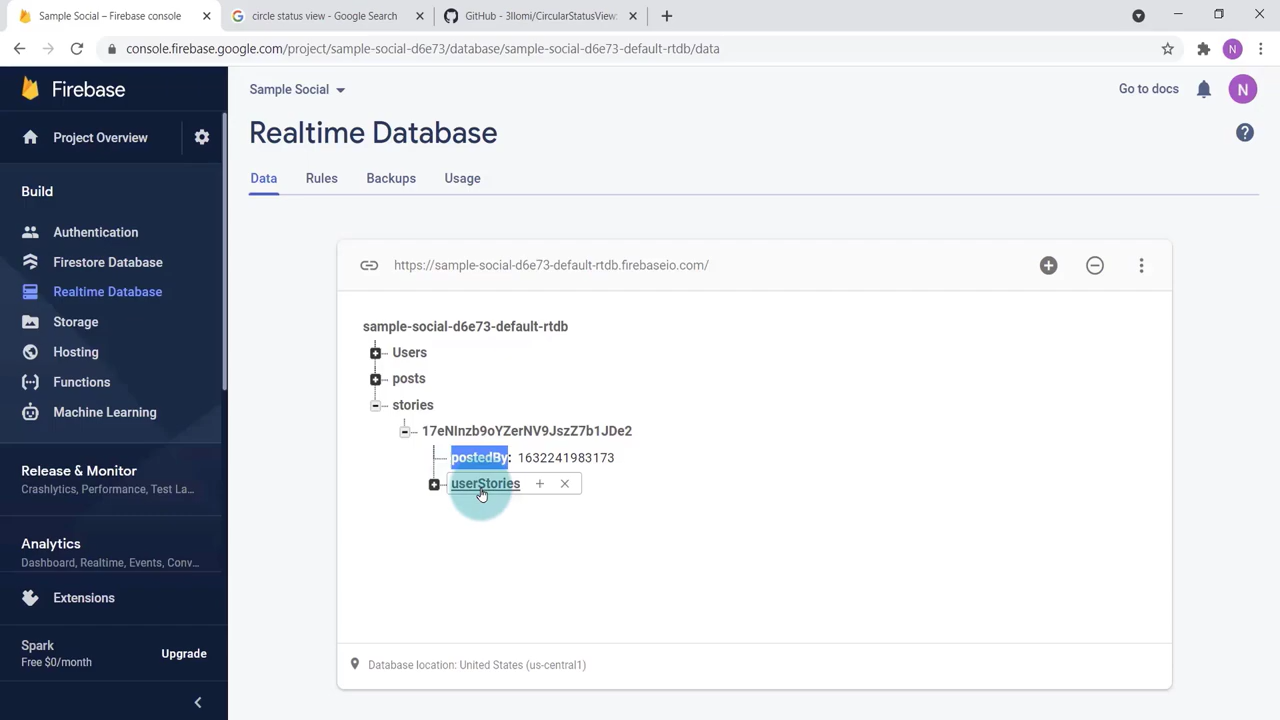 Sample Social – Firebase console
circle status view - Google Search
GitHub - 3llomi/CircularStatusView:
console.firebase.google.com/project/sample-social-d6e73/database/sample-social-d6e73-default-rtdb/data
N
Firebase
Project Overview
Build
Authentication
Firestore Database
Realtime Database
Storage
Hosting
Functions
Machine Learning
Release & Monitor
Crashlytics, Performance, Test La…
Analytics
Dashboard, Realtime, Events, Conv…
Extensions
Spark
Free $0/month
Upgrade
Sample Social
Go to docs
N
Realtime Database
Data Rules Backups Usage
https://sample-social-d6e73-default-rtdb.firebaseio.com/
sample-social-d6e73-default-rtdb
Users
posts
stories
17eNInzb9oYZerNV9JszZ7b1JDe2
postedBy: 1632241983173
userStories
Database location: United States (us-central1)